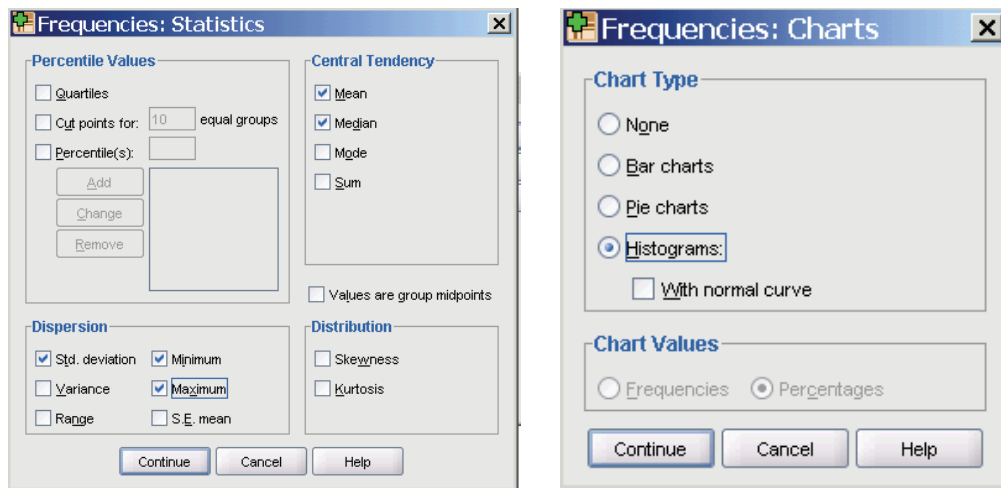 Frequencies: Statistics
Percentile Values
Quartiles
Cut points for: 10 equal groups
Percentile(s):
Add
Change
Remove
Central Tendency
Mean
Median
Mode
Sum
Values are group midpoints
Dispersion
Std. deviation Minimum
Variance Maximum
Range S.E. mean
Distribution
Skewness
Kurtosis
Continue Cancel Help
Frequencies: Charts
Chart Type
None
Bar charts
Pie charts
Histograms:
With normal curve
Chart Values
Frequencies Percentages
Continue Cancel Help